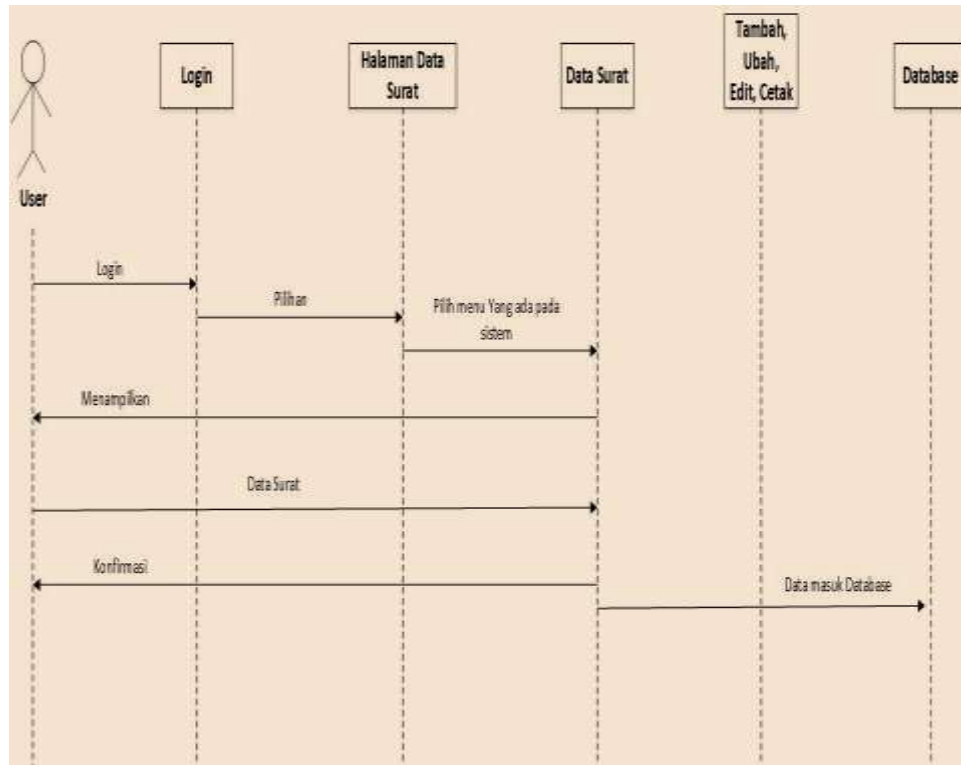 User
Login
Halaman Data
Surat
Data Surat
Tambah,
Ubah,
Edit, Cetak
Database
Login
Pilihan
Pilih menu Yang ada pada
sistem
Menampilkan
Data Surat
Konfirmasi
Data masuk Database